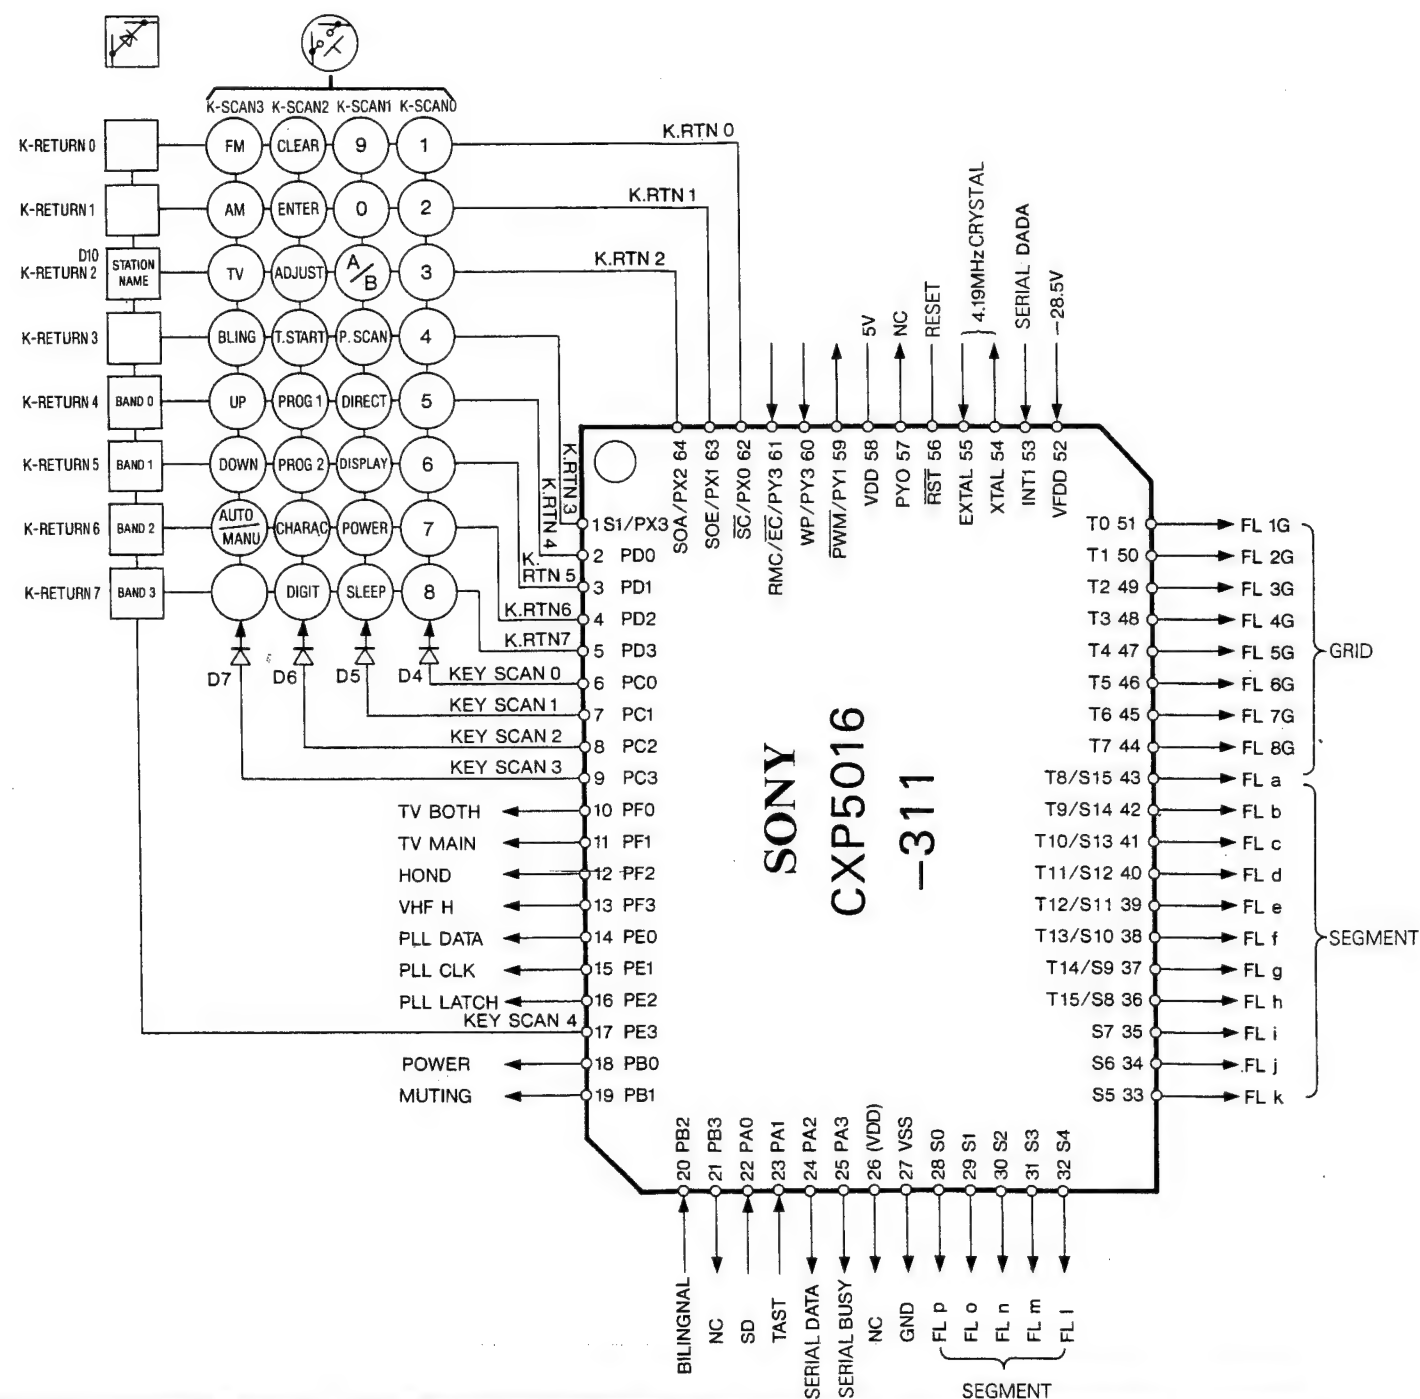 K-SCAN3 K-SCAN2 K-SCAN1 K-SCAN0
K-RETURN 0 FM CLEAR 9 1 K.RTN 0
K-RETURN 1 AM ENTER 0 2 K.RTN 1
D10
K-RETURN 2 STATION NAME TV ADJUST A/B 3 K.RTN 2
K-RETURN 3 BLING T.START P.SCAN 4
K-RETURN 4 BAND 0 UP PROG 1 DIRECT 5
K-RETURN 5 BAND 1 DOWN PROG 2 DISPLAY 6
K-RETURN 6 BAND 2 AUTO/MANU CHARAC POWER 7
K-RETURN 7 BAND 3 DIGIT SLEEP 8
D7 D6 D5 D4
K.RTN 3
K.RTN 4
K.
RTN 5
K.RTN6
K.RTN7
KEY SCAN 0
KEY SCAN 1
KEY SCAN 2
KEY SCAN 3
1 S1/PX3
2 PD0
3 PD1
4 PD2
5 PD3
6 PC0
7 PC1
8 PC2
9 PC3
TV BOTH 10 PF0
TV MAIN 11 PF1
HOND 12 PF2
VHF H 13 PF3
PLL DATA 14 PE0
PLL CLK 15 PE1
PLL LATCH 16 PE2
KEY SCAN 4 17 PE3
POWER 18 PB0
MUTING 19 PB1
SOA/PX2 64
SOE/PX1 63
SC/PX0 62
RMC/EC/PY3 61
WP/PY3 60
PWM/PY1 59
5V VDD 58
NC PYO 57
RESET RST 56
4.19MHz CRYSTAL
EXTAL 55
XTAL 54
SERIAL DADA INT1 53
-28.5V VFDD 52
SONY
CXP5016
-311
T0 51 FL 1G
T1 50 FL 2G
T2 49 FL 3G
T3 48 FL 4G
T4 47 FL 5G
T5 46 FL 6G
T6 45 FL 7G
T7 44 FL 8G
GRID
T8/S15 43 FL a
T9/S14 42 FL b
T10/S13 41 FL c
T11/S12 40 FL d
T12/S11 39 FL e
T13/S10 38 FL f
T14/S9 37 FL g
T15/S8 36 FL h
S7 35 FL i
S6 34 FL j
S5 33 FL k
SEGMENT
20 PB2 BILINGNAL
21 PB3 NC
22 PA0 SD
23 PA1 TAST
24 PA2 SERIAL DATA
25 PA3 SERIAL BUSY
26 (VDD) NC
27 VSS GND
28 S0 FL p
29 S1 FL o
30 S2 FL n
31 S3 FL m
32 S4 FL l
SEGMENT